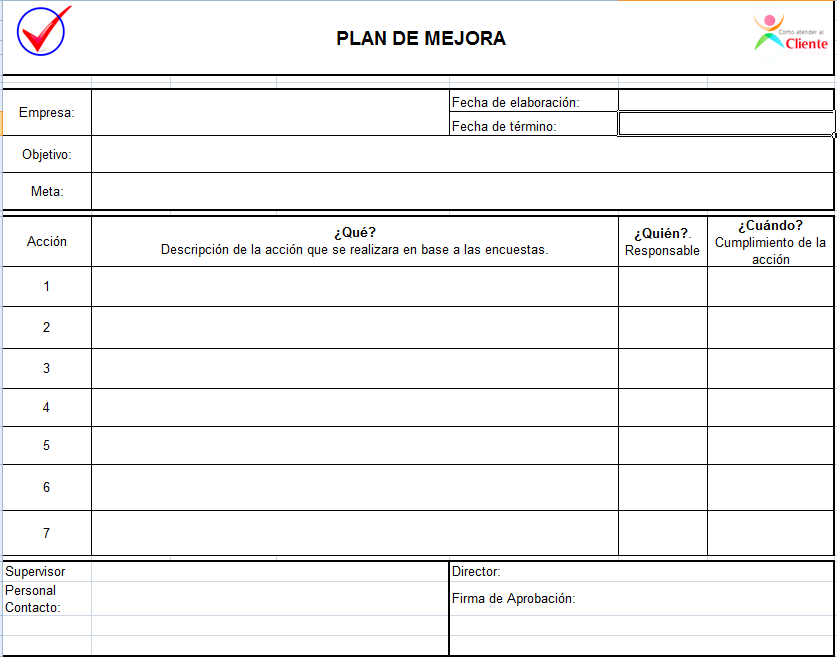 PLAN DE MEJORA
Como atender al
Cliente
Empresa:
Fecha de elaboración:
Fecha de término:
Objetivo:
Meta:
Acción
¿Qué?
Descripción de la acción que se realizara en base a las encuestas.
¿Quién?.
Responsable
¿Cuándo?
Cumplimiento de la
acción
1
2
3
4
5
6
7
Supervisor
Personal
Contacto:
Director:
Firma de Aprobación: